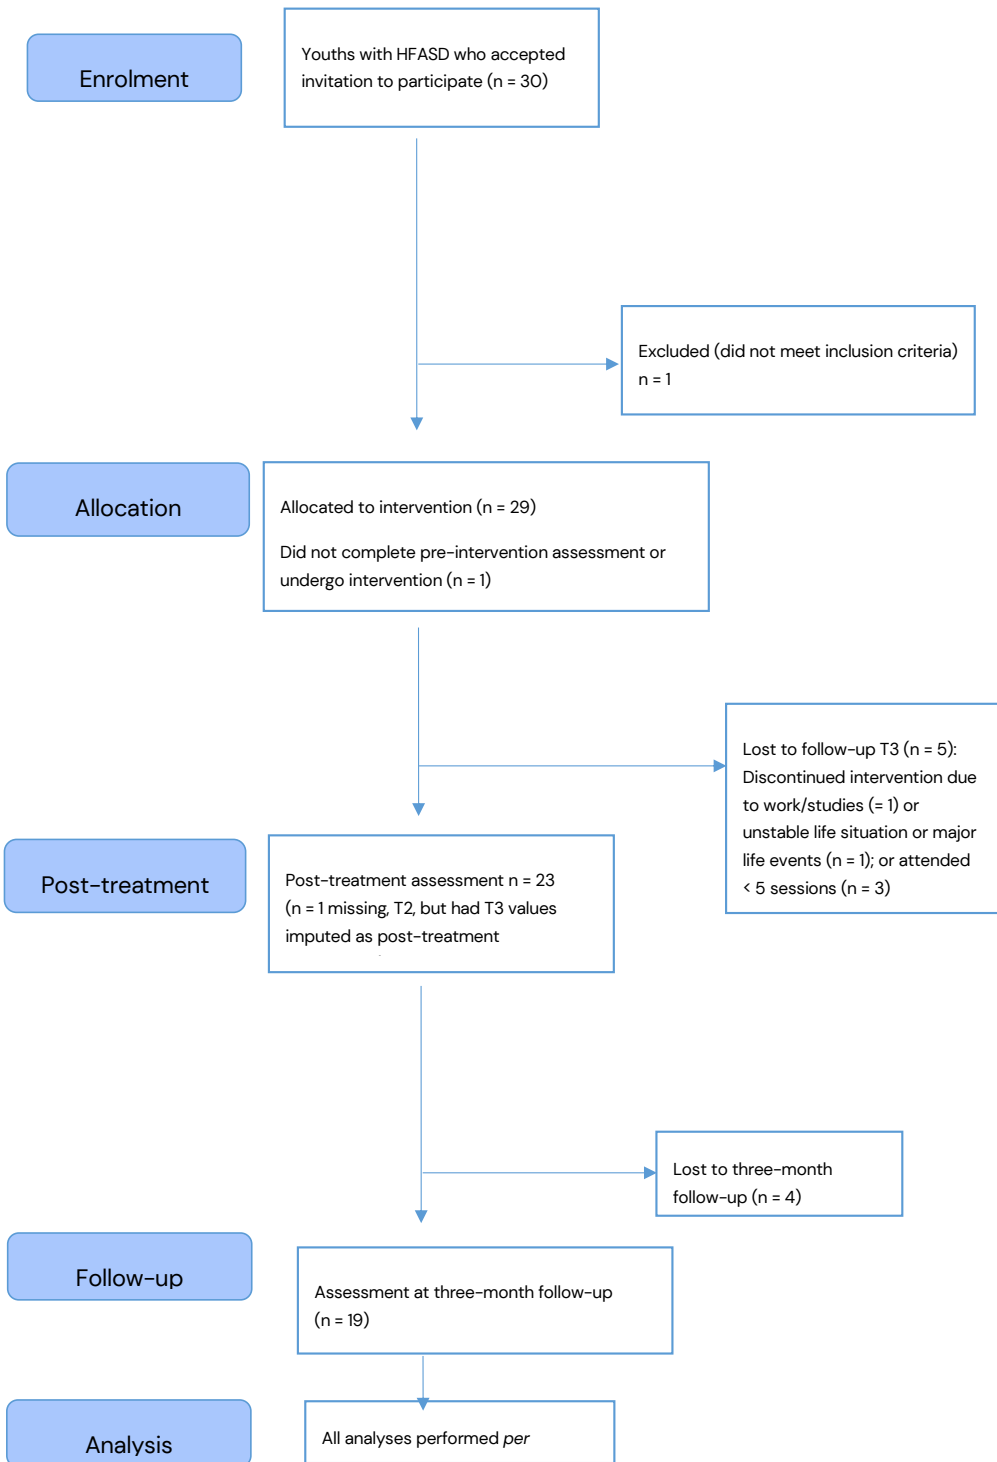 Enrolment
Youths with HFASD who accepted
invitation to participate (n = 30)
Excluded (did not meet inclusion criteria)
n = 1
Allocation
Allocated to intervention (n = 29)
Did not complete pre-intervention assessment or
undergo intervention (n = 1)
Lost to follow-up T3 (n = 5):
Discontinued intervention due
to work/studies (= 1) or
unstable life situation or major
life events (n = 1); or attended
< 5 sessions (n = 3)
Post-treatment
Post-treatment assessment n = 23
(n = 1 missing, T2, but had T3 values
imputed as post-treatment
Lost to three-month
follow-up (n = 4)
Follow-up
Assessment at three-month follow-up
(n = 19)
Analysis
All analyses performed per